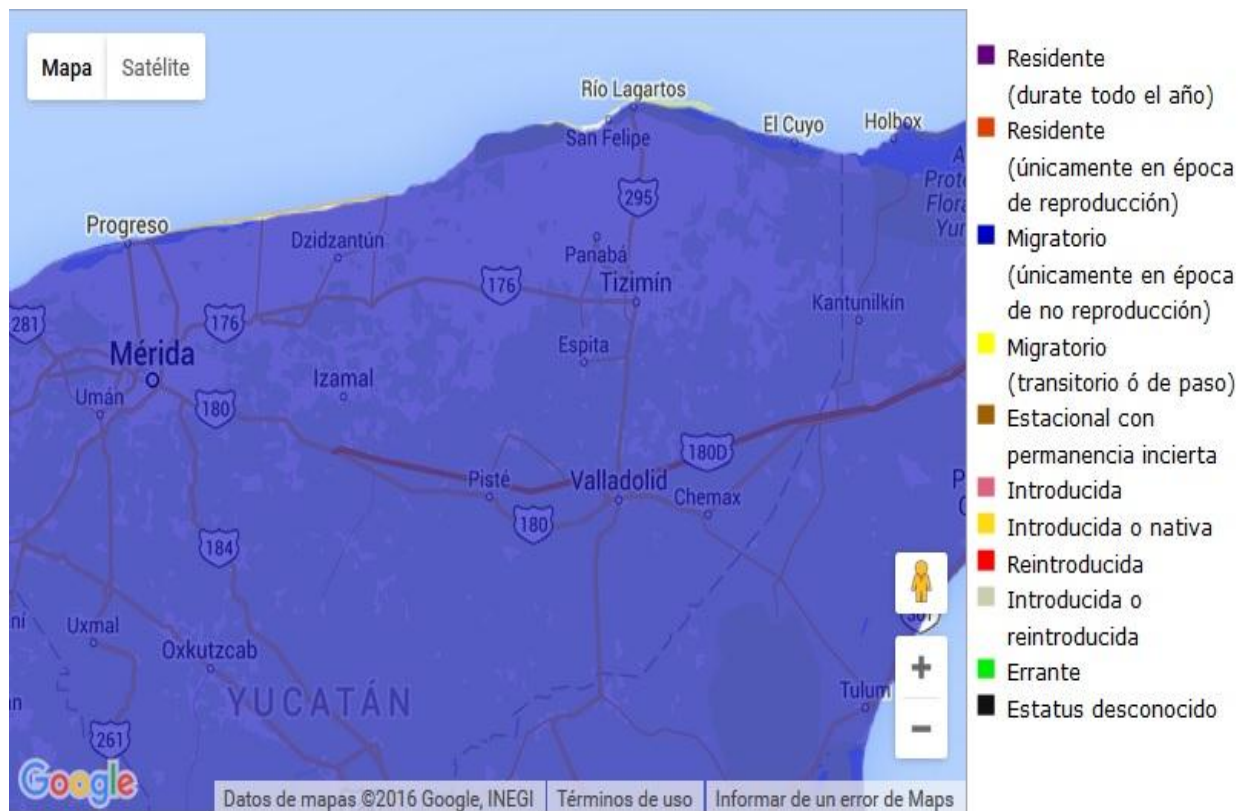 Mapa Satélite
Río Lagartos
San Felipe
El Cuyo
Holbox
Progreso
Dzidzantún
295
Panabá
176
Tizimín
Kantunilkín
281
176
Mérida
Espita
Izamal
Umán
180
180D
Pisté
Valladolid
Chemax
180
184
Uxmal
Oxkutzcab
YUCATÁN
Tulum
261
+
−
Google
Datos de mapas ©2016 Google, INEGI Términos de uso Informar de un error de Maps
Residente
(durate todo el año)
Residente
(únicamente en época
de reproducción)
Migratorio
(únicamente en época
de no reproducción)
Migratorio
(transitorio ó de paso)
Estacional con
permanencia incierta
Introducida
Introducida o nativa
Reintroducida
Introducida o
reintroducida
Errante
Estatus desconocido